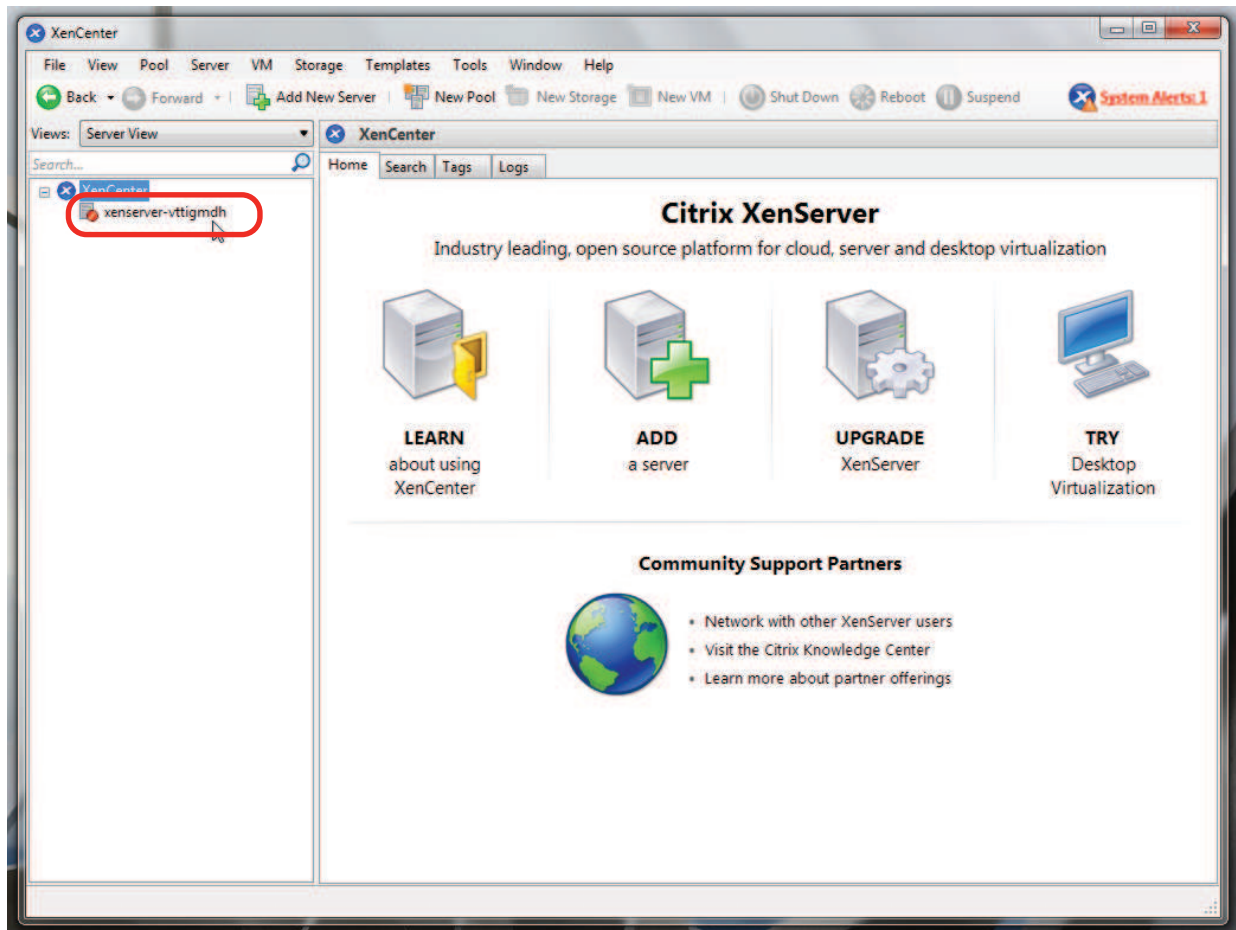 XenCenter
File View Pool Server VM Storage Templates Tools Window Help
Back Forward Add New Server New Pool New Storage New VM Shut Down Reboot Suspend System Alerts: 1
Views: Server View
XenCenter
Search...
Home Search Tags Logs
XenCenter
xenserver-vttigmdh
Citrix XenServer
Industry leading, open source platform for cloud, server and desktop virtualization
LEARN
about using
XenCenter
ADD
a server
UPGRADE
XenServer
TRY
Desktop
Virtualization
Community Support Partners
• Network with other XenServer users
• Visit the Citrix Knowledge Center
• Learn more about partner offerings